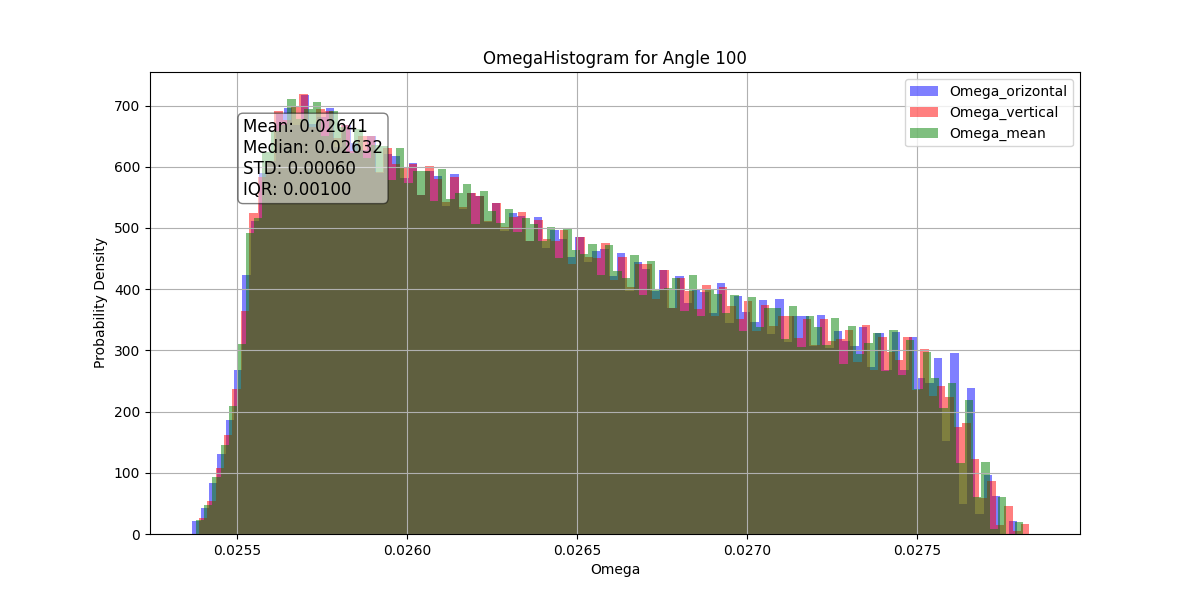 OmegaHistogram for Angle 100
Omega_orizontal
Omega_vertical
Omega_mean
Mean: 0.02641
Median: 0.02632
STD: 0.00060
IQR: 0.00100
Probability Density
700
600
500
400
300
200
100
0
0.0255 0.0260 0.0265 0.0270 0.0275
Omega